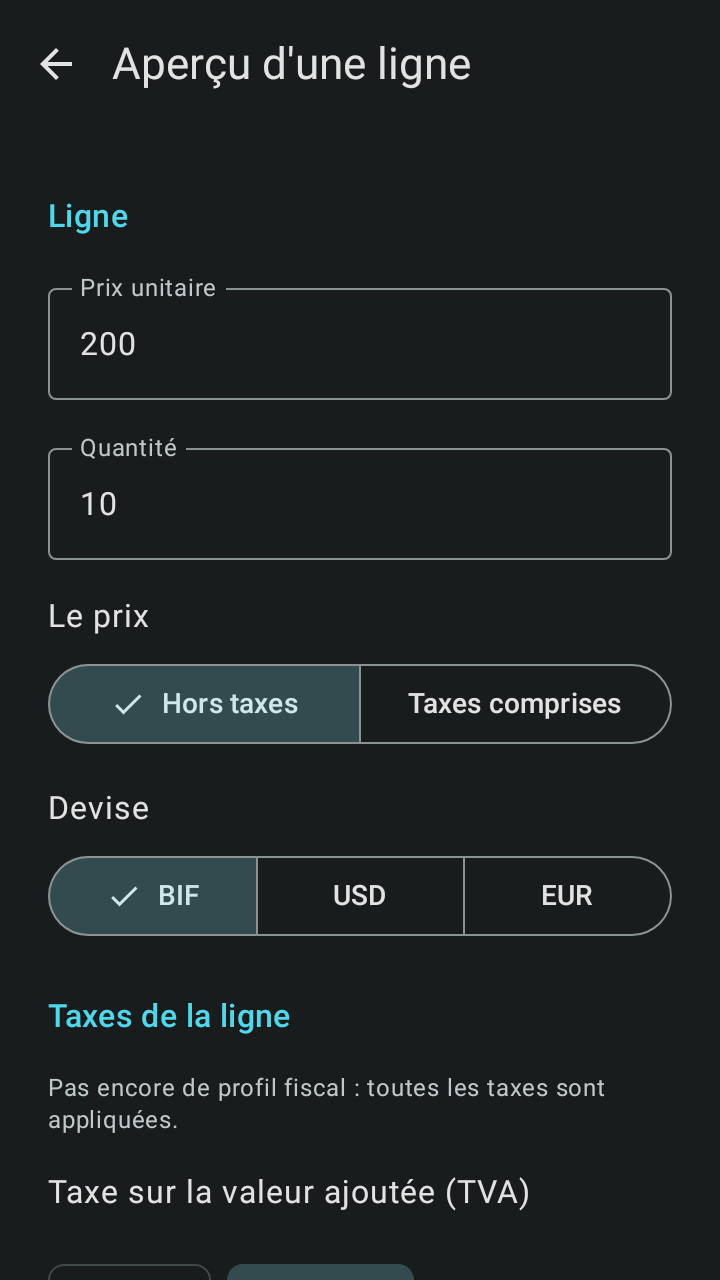 Aperçu d'une ligne
Ligne
Prix unitaire
200
Quantité
10
Le prix
Hors taxes
Taxes comprises
Devise
BIF
USD
EUR
Taxes de la ligne
Pas encore de profil fiscal : toutes les taxes sont
appliquées.
Taxe sur la valeur ajoutée (TVA)